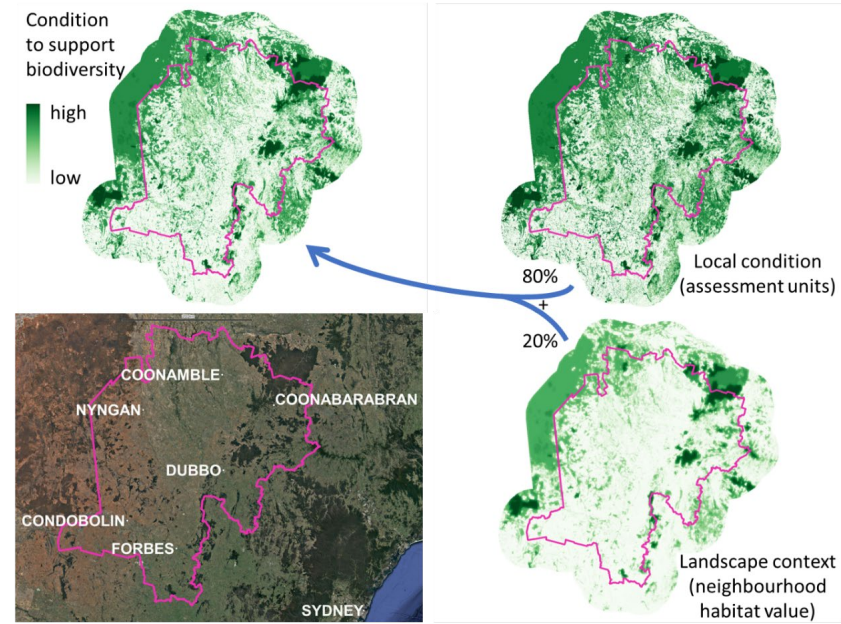 Condition
to support
biodiversity
high
low
Local condition
(assessment units)
80%
+
20%
COONAMBLE
NYNGAN
COONABARABRAN
DUBBO
CONDOBOLIN
FORBES
SYDNEY
Landscape context
(neighbourhood
habitat value)